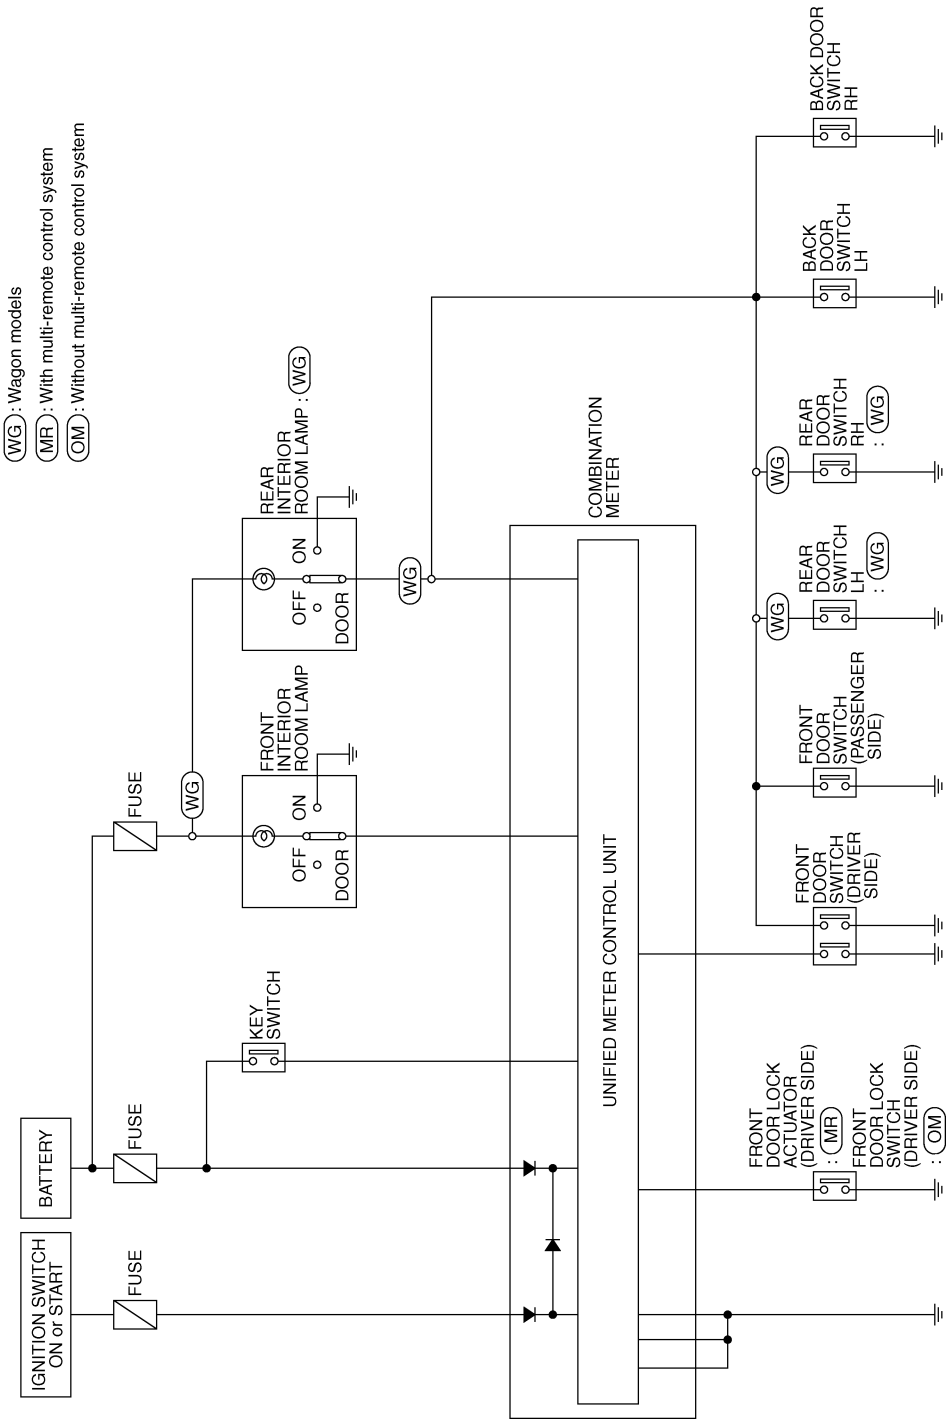 WG : Wagon models
MR : With multi-remote control system
OM : Without multi-remote control system
IGNITION SWITCH
ON or START
BATTERY
FUSE
FUSE
FUSE
KEY
SWITCH
WG
FRONT
INTERIOR
ROOM LAMP
OFF
ON
DOOR
REAR
INTERIOR
ROOM LAMP : WG
OFF
ON
DOOR
WG
COMBINATION
METER
UNIFIED METER CONTROL UNIT
FRONT
DOOR LOCK
ACTUATOR
(DRIVER SIDE)
: MR
FRONT
DOOR LOCK
SWITCH
(DRIVER SIDE)
: OM
FRONT
DOOR
SWITCH
(DRIVER
SIDE)
FRONT
DOOR
SWITCH
(PASSENGER
SIDE)
WG
REAR
DOOR
SWITCH
LH
: WG
WG
REAR
DOOR
SWITCH
RH
: WG
BACK
DOOR
SWITCH
LH
BACK DOOR
SWITCH
RH